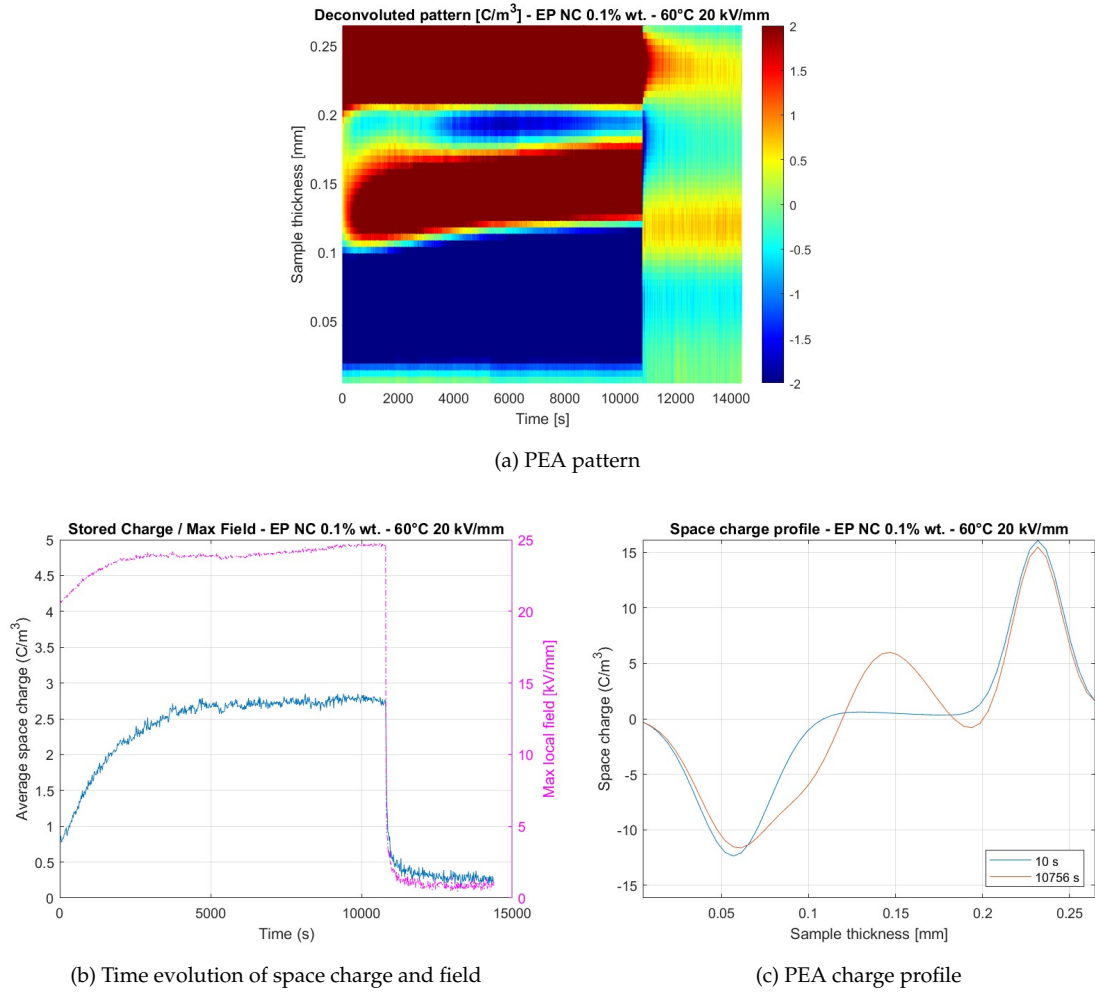 Deconvoluted pattern [C/m³] - EP NC 0.1% wt. - 60°C 20 kV/mm
0.25
0.2
0.15
0.1
0.05
Sample thickness [mm]
0 2000 4000 6000 8000 10000 12000 14000
Time [s]
2
1.5
1
0.5
0
-0.5
-1
-1.5
-2
(a) PEA pattern
Stored Charge / Max Field - EP NC 0.1% wt. - 60°C 20 kV/mm
5
4.5
4
3.5
3
2.5
2
1.5
1
0.5
0
Average space charge (C/m³)
25
20
15
10
5
0
Max local field [kV/mm]
0 5000 10000 15000
Time (s)
(b) Time evolution of space charge and field
Space charge profile - EP NC 0.1% wt. - 60°C 20 kV/mm
15
10
5
0
-5
-10
-15
Space charge (C/m³)
10 s
10756 s
0.05 0.1 0.15 0.2 0.25
Sample thickness [mm]
(c) PEA charge profile